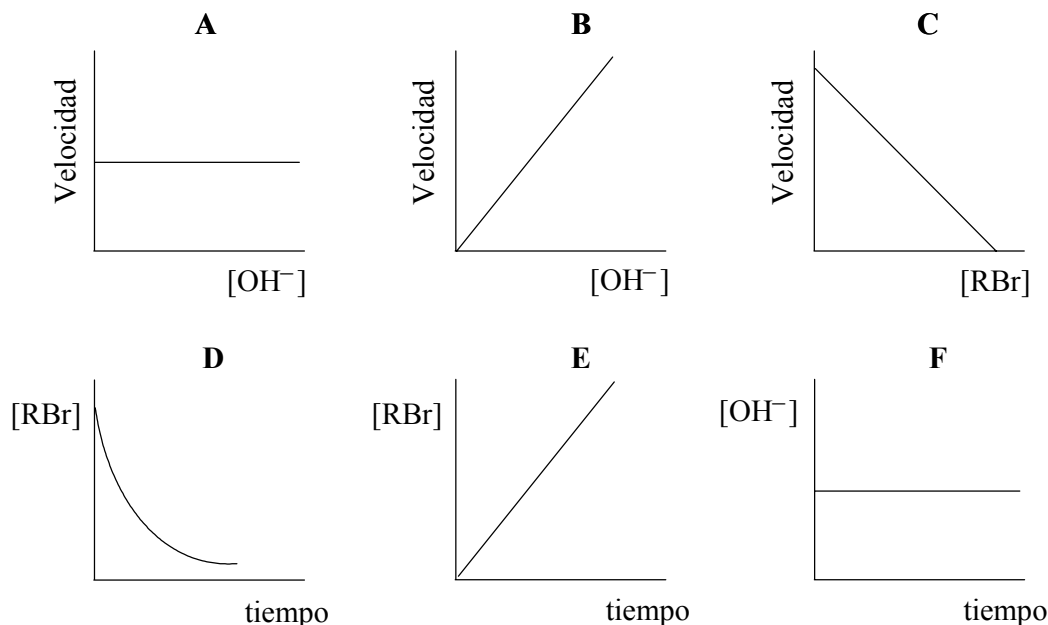 A
B
C
Velocidad
Velocidad
Velocidad
[OH⁻]
[OH⁻]
[RBr]
D
E
F
[RBr]
[RBr]
[OH⁻]
tiempo
tiempo
tiempo